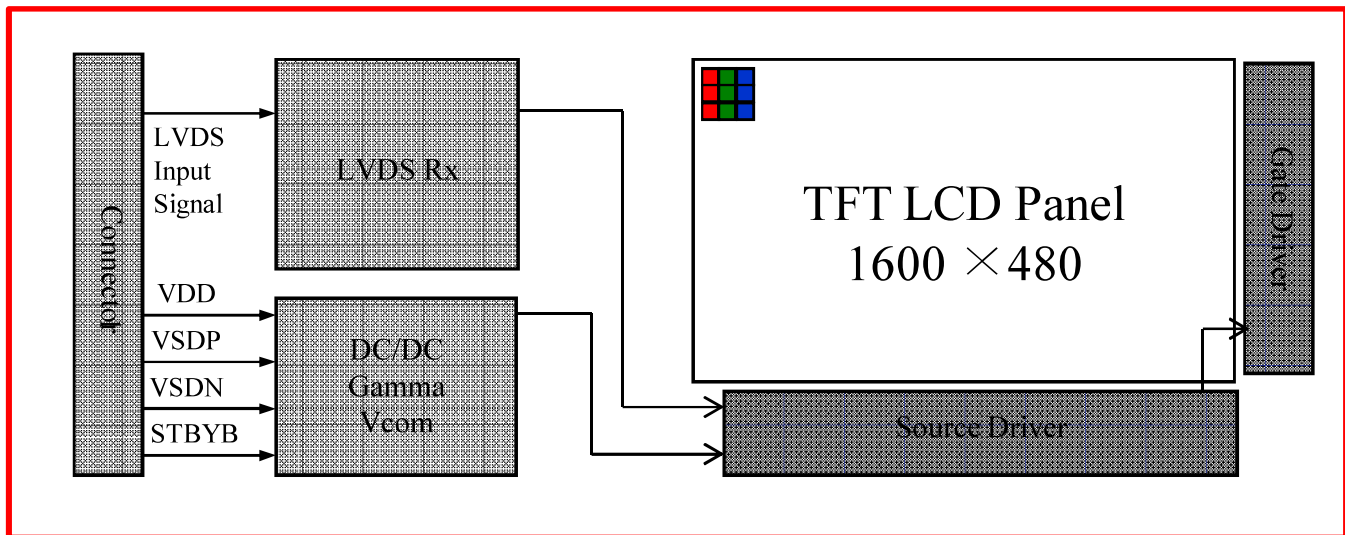 Connector
LVDS
Input
Signal
VDD
VSDP
VSDN
STBYB
LVDS Rx
DC/DC
Gamma
Vcom
TFT LCD Panel
1600 ×480
Source Driver
Gate Driver